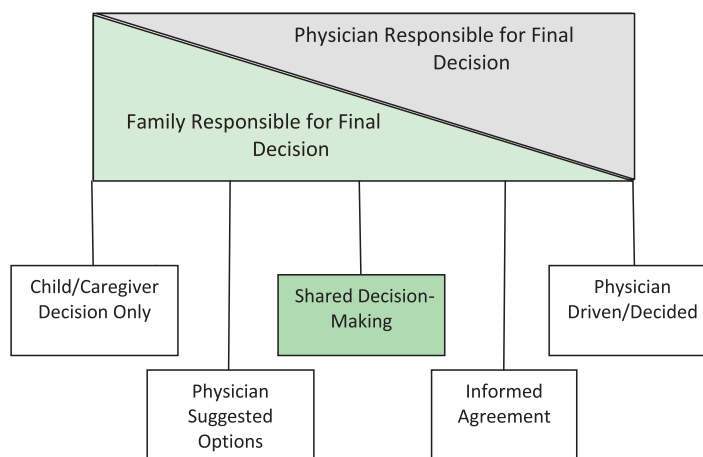 Physician Responsible for Final
Decision
Family Responsible for Final
Decision
Child/Caregiver
Decision Only
Shared Decision-
Making
Physician
Driven/Decided
Physician
Suggested
Options
Informed
Agreement